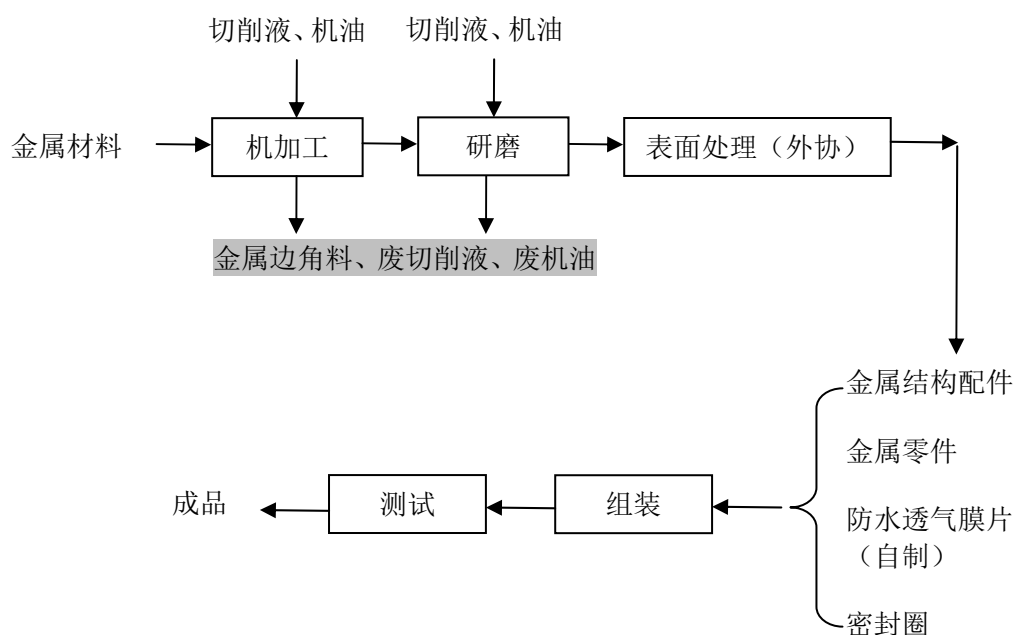 切削液、机油
切削液、机油
金属材料
机加工
研磨
表面处理（外协）
金属边角料、废切削液、废机油
金属结构配件
金属零件
防水透气膜片
（自制）
密封圈
组装
测试
成品